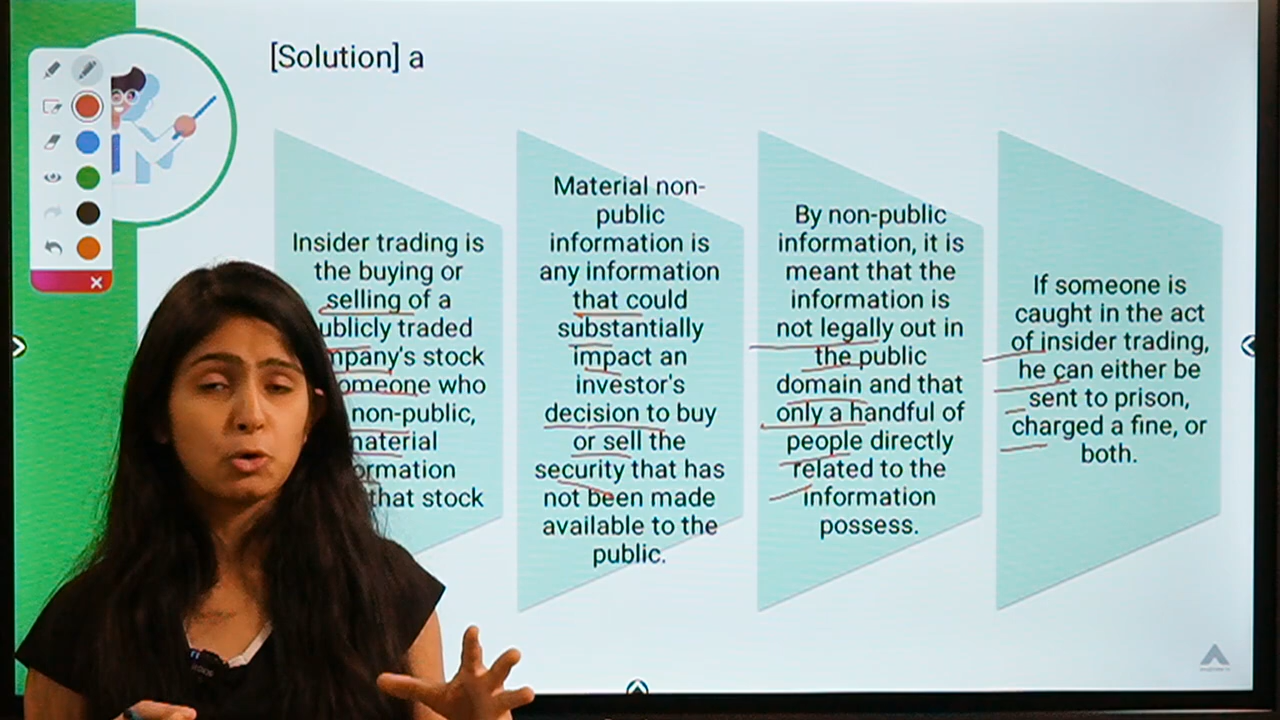 [Solution] a
Insider trading is
the buying or
selling of a
ublicly traded
mpany's stock
omeone who
non-public,
material
ormation
that stock
Material non-
public
information is
any information
that could
substantially
impact an
investor's
decision to buy
or sell the
security that has
not been made
available to the
public.
By non-public
information, it is
meant that the
information is
not legally out in
the public
domain and that
only a handful of
people directly
related to the
information
possess.
If someone is
caught in the act
of insider trading,
he can either be
sent to prison,
charged a fine, or
both.